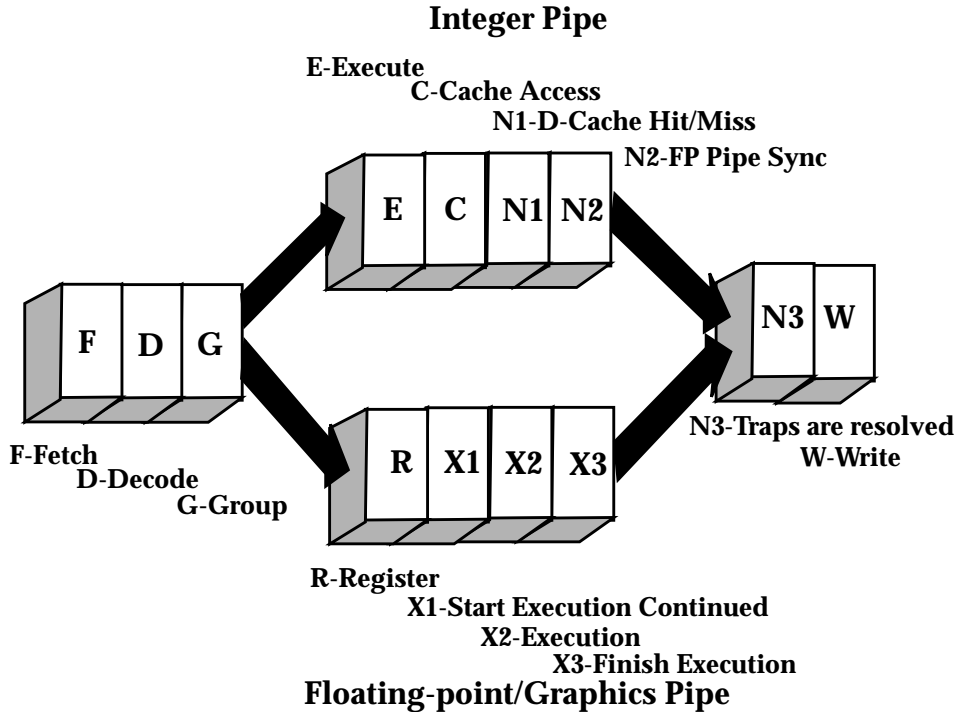 Integer Pipe
E-Execute
C-Cache Access
N1-D-Cache Hit/Miss
N2-FP Pipe Sync
E C N1 N2
F D G
N3 W
F-Fetch
D-Decode
G-Group
N3-Traps are resolved
W-Write
R X1 X2 X3
R-Register
X1-Start Execution Continued
X2-Execution
X3-Finish Execution
Floating-point/Graphics Pipe